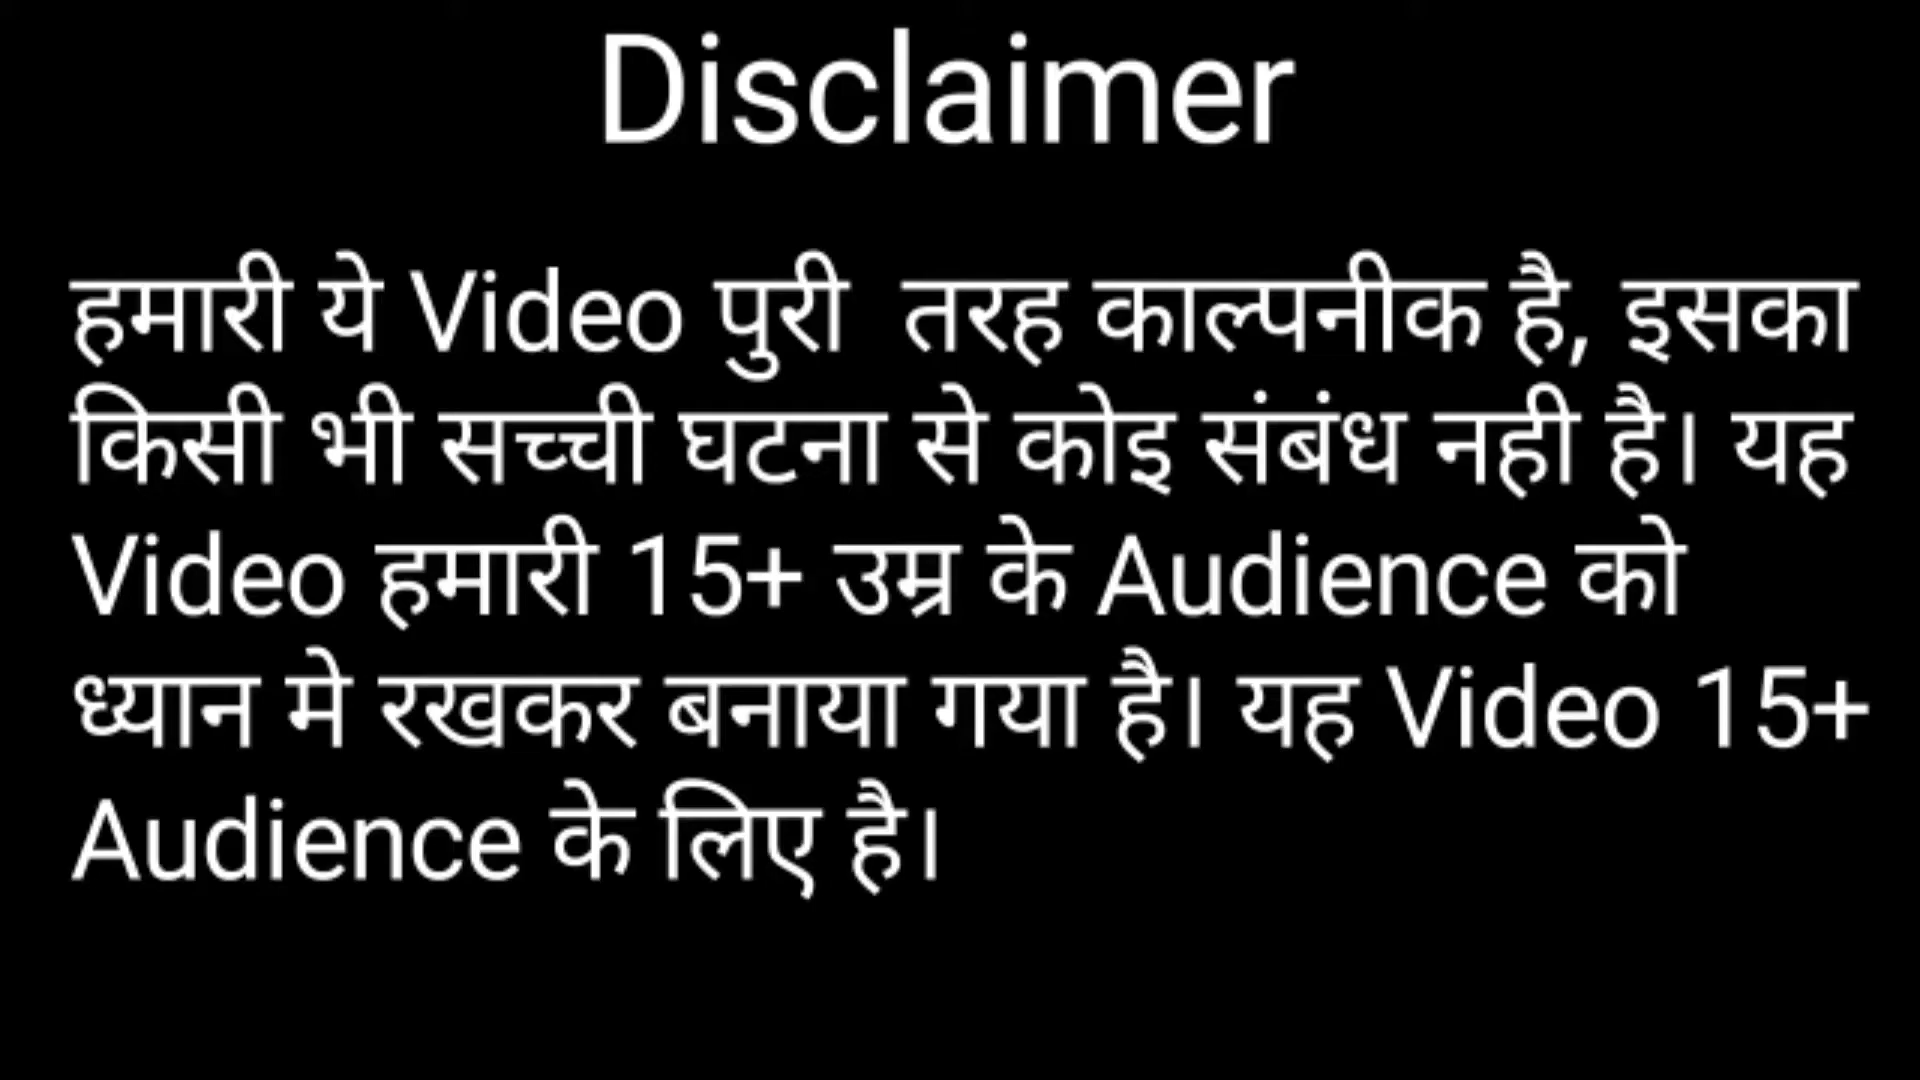 Disclaimer
हमारी ये Video पुरी तरह काल्पनीक है, इसका
किसी भी सच्ची घटना से कोइ संबंध नही है। यह
Video हमारी 15+ उम्र के Audience को
ध्यान मे रखकर बनाया गया है। यह Video 15+
Audience के लिए है।